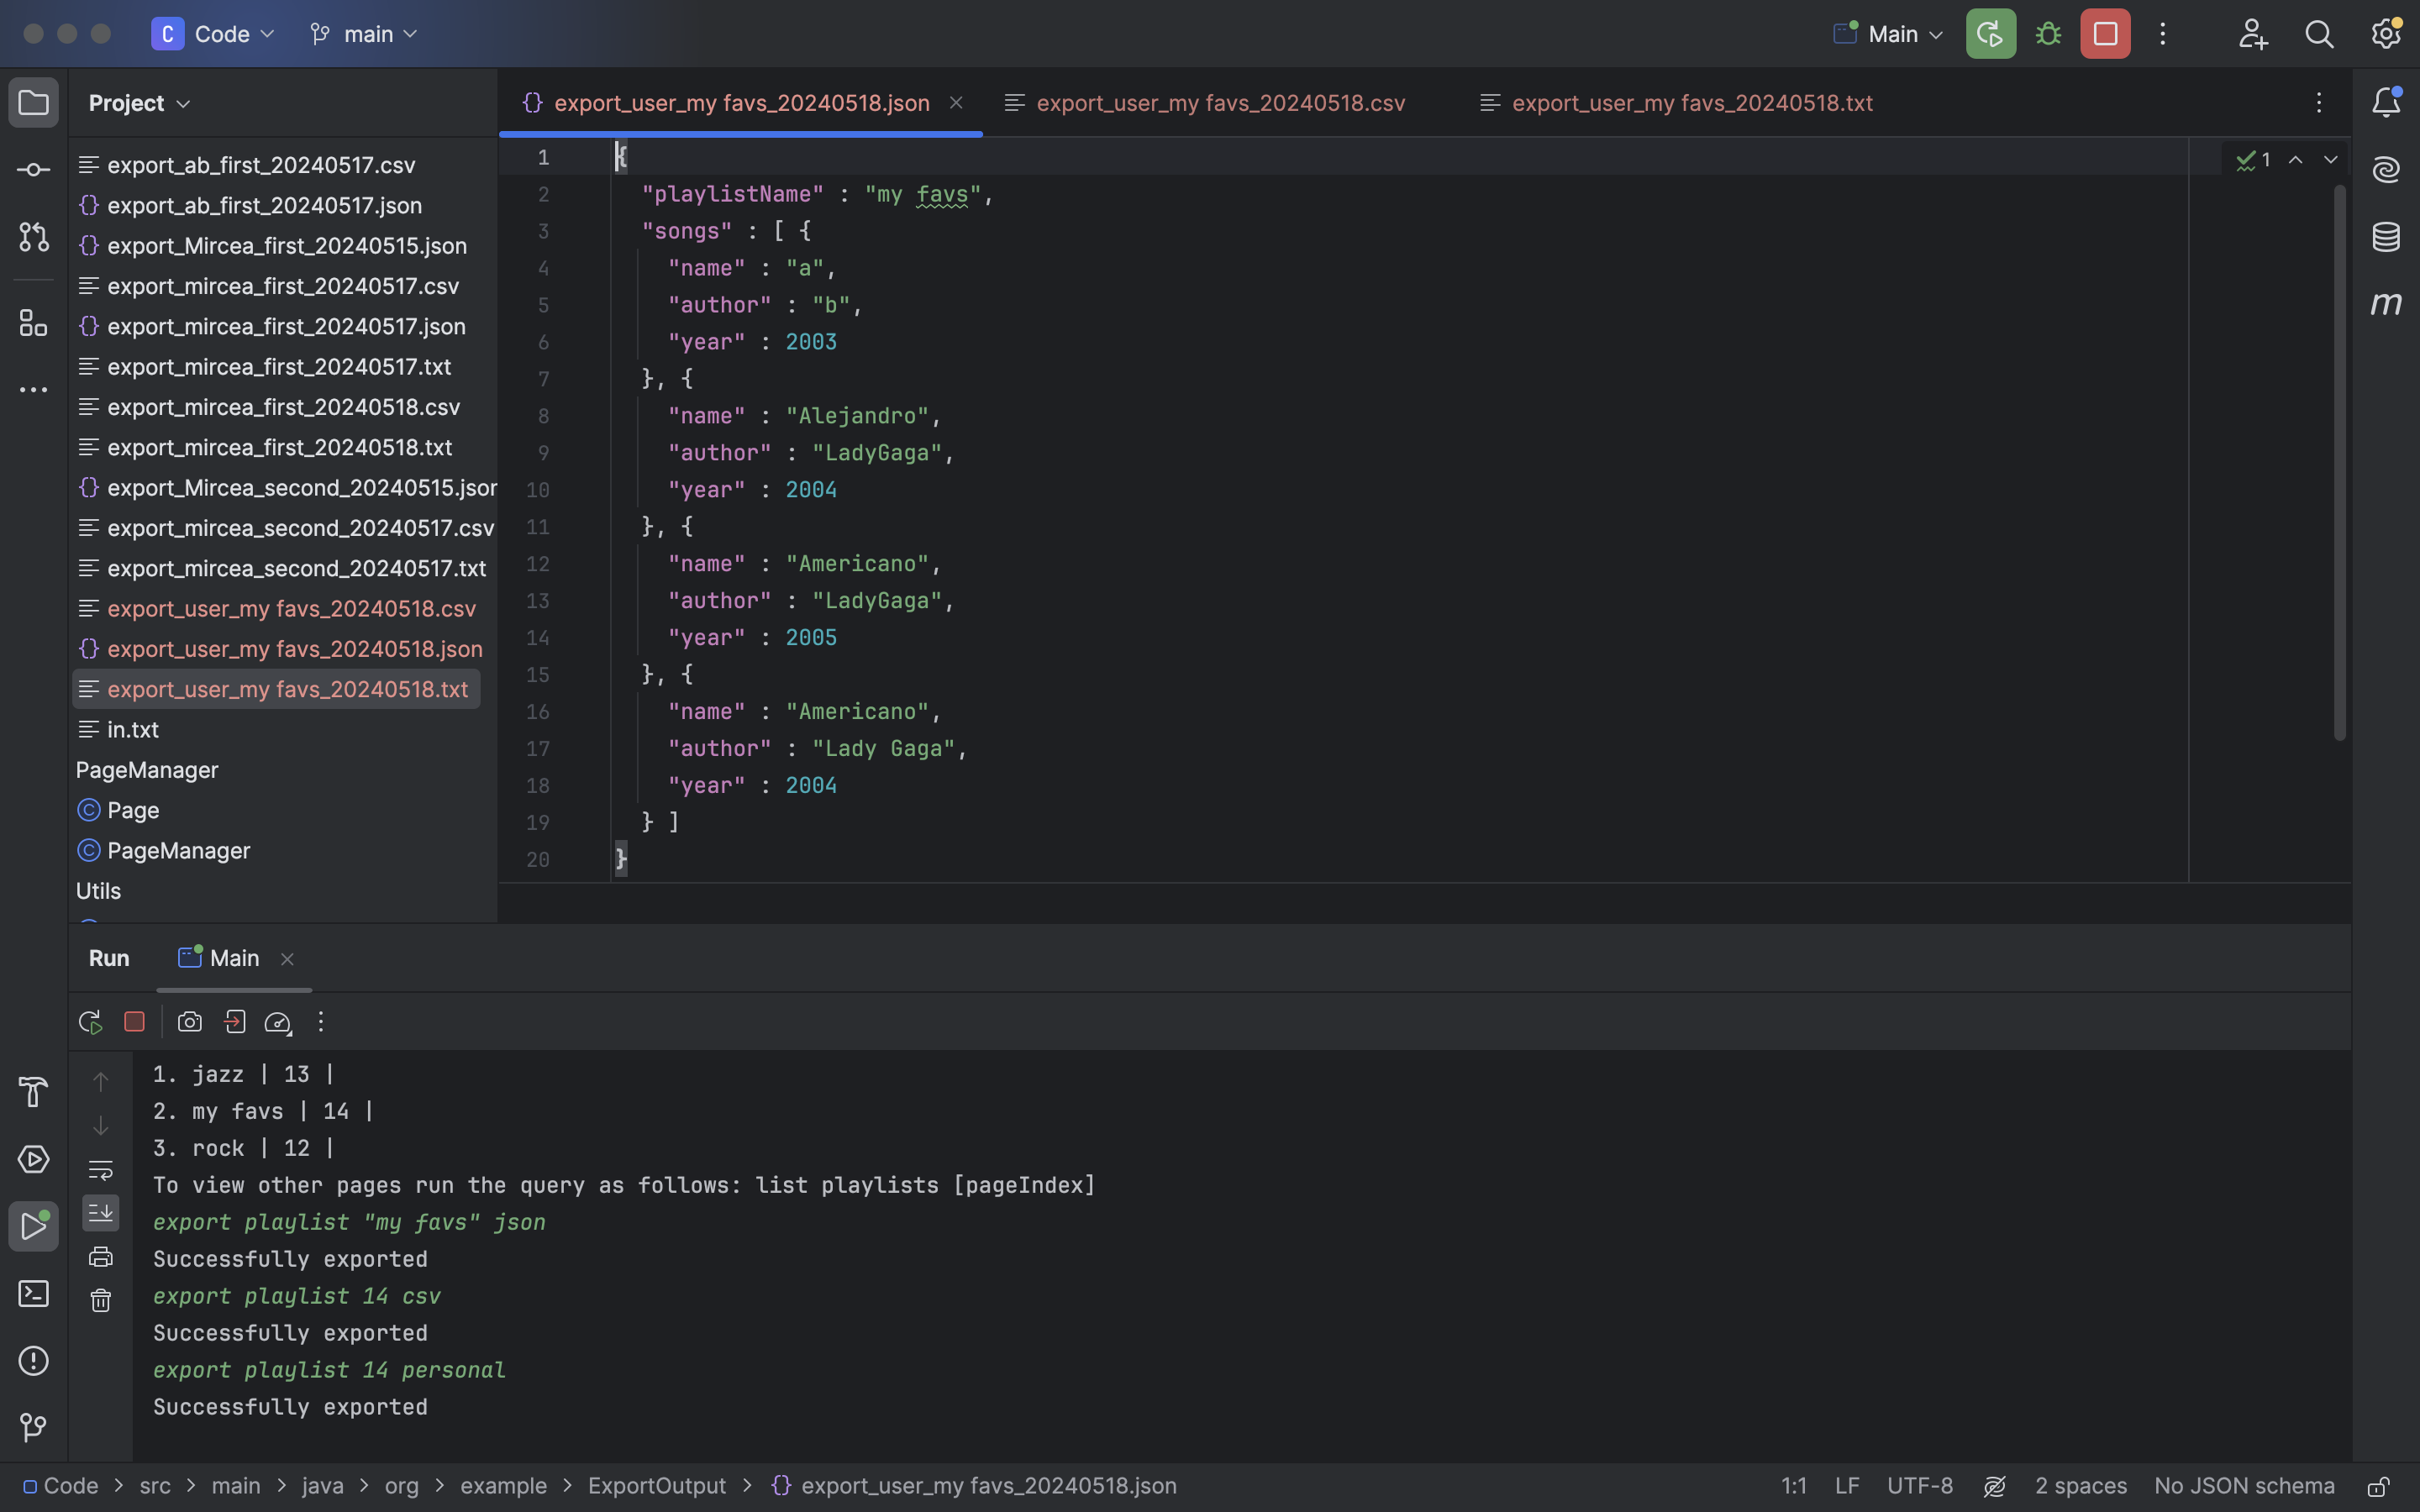 C Code main Main
Project
export_user_my favs_20240518.json export_user_my favs_20240518.csv export_user_my favs_20240518.txt
export_ab_first_20240517.csv
export_ab_first_20240517.json
export_Mircea_first_20240515.json
export_mircea_first_20240517.csv
export_mircea_first_20240517.json
export_mircea_first_20240517.txt
export_mircea_first_20240518.csv
export_mircea_first_20240518.txt
export_Mircea_second_20240515.json
export_mircea_second_20240517.csv
export_mircea_second_20240517.txt
export_user_my favs_20240518.csv
export_user_my favs_20240518.json
export_user_my favs_20240518.txt
in.txt
PageManager
Page
PageManager
Utils
1 {
2 "playlistName" : "my favs",
3 "songs" : [ {
4 "name" : "a",
5 "author" : "b",
6 "year" : 2003
7 }, {
8 "name" : "Alejandro",
9 "author" : "LadyGaga",
10 "year" : 2004
11 }, {
12 "name" : "Americano",
13 "author" : "LadyGaga",
14 "year" : 2005
15 }, {
16 "name" : "Americano",
17 "author" : "Lady Gaga",
18 "year" : 2004
19 } ]
20 }
1
m
Run Main
1. jazz | 13 |
2. my favs | 14 |
3. rock | 12 |
To view other pages run the query as follows: list playlists [pageIndex]
export playlist "my favs" json
Successfully exported
export playlist 14 csv
Successfully exported
export playlist 14 personal
Successfully exported
Code > src > main > java > org > example > ExportOutput > export_user_my favs_20240518.json 1:1 LF UTF-8 2 spaces No JSON schema